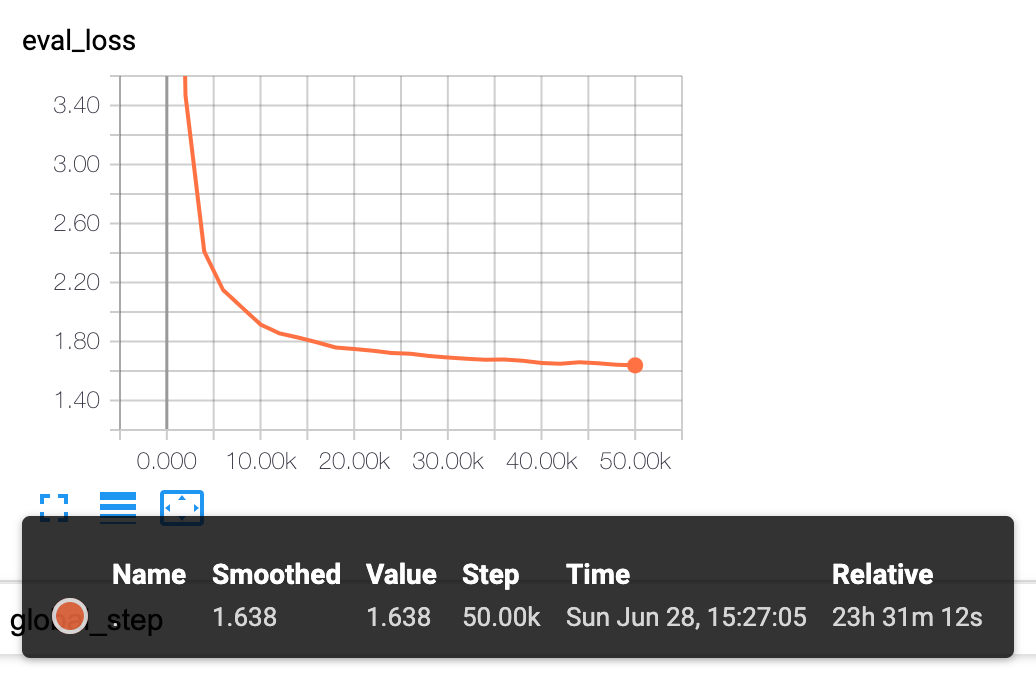 eval_loss
3.40
3.00
2.60
2.20
1.80
1.40
0.000 10.00k 20.00k 30.00k 40.00k 50.00k
Name Smoothed Value Step Time Relative
. 1.638 1.638 50.00k Sun Jun 28, 15:27:05 23h 31m 12s
global_step